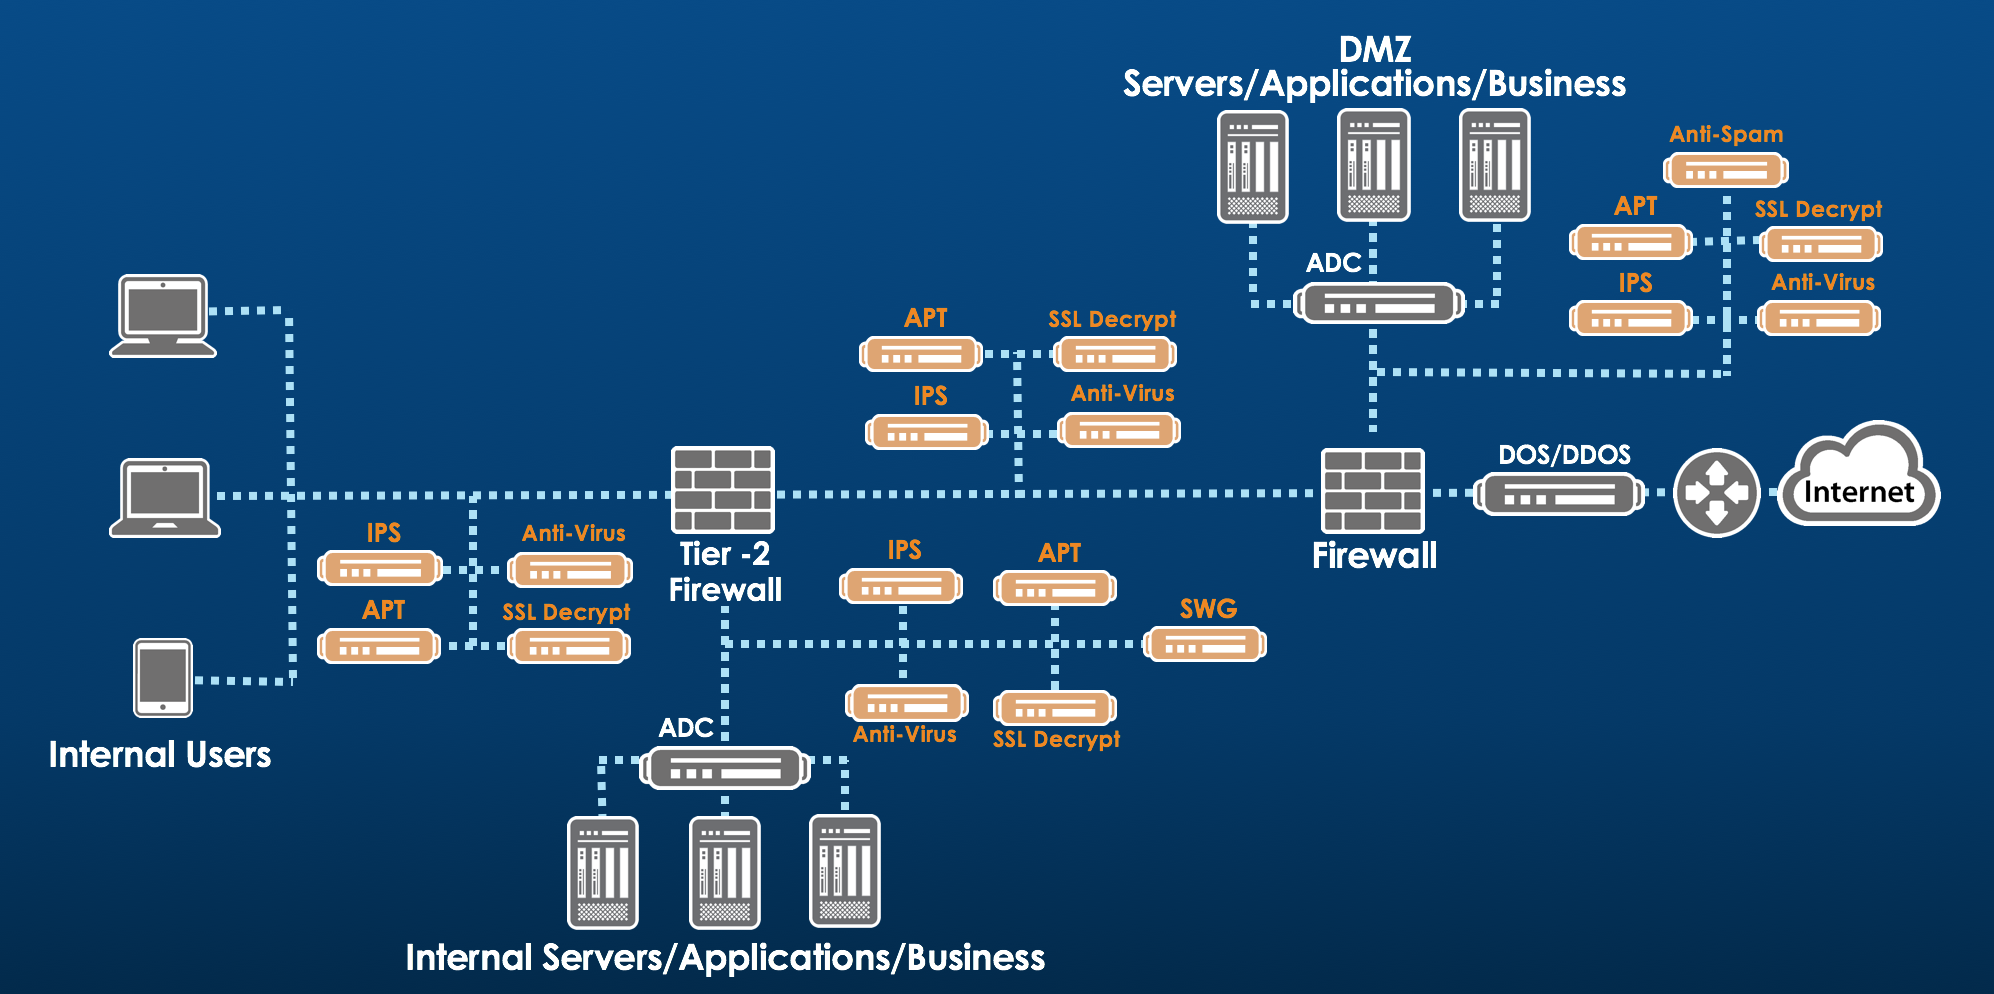 DMZ
Servers/Applications/Business
Anti-Spam
APT
SSL Decrypt
ADC
IPS
Anti-Virus
APT
SSL Decrypt
IPS
Anti-Virus
DOS/DDOS
Internet
Firewall
Tier -2
Firewall
IPS
Anti-Virus
APT
SSL Decrypt
IPS
APT
SWG
Anti-Virus
SSL Decrypt
ADC
Internal Users
Internal Servers/Applications/Business